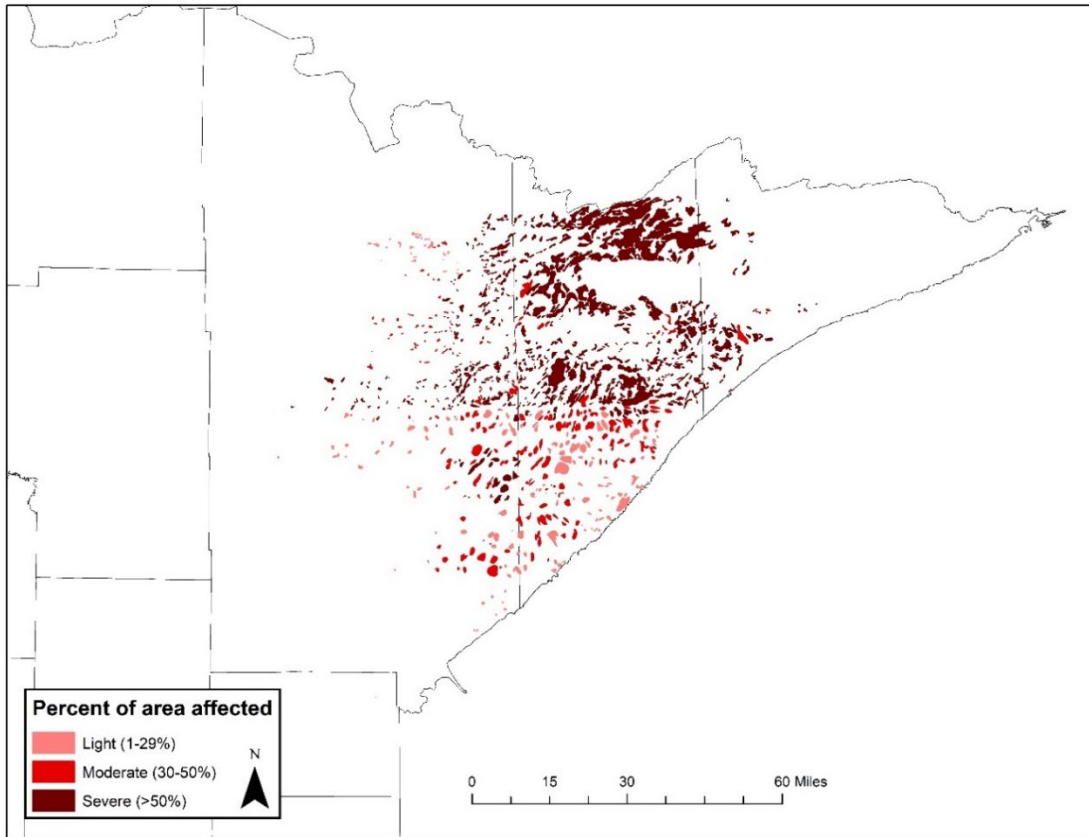 Percent of area affected
Light (1-29%)
Moderate (30-50%)
Severe (>50%)
N
0 15 30 60 Miles